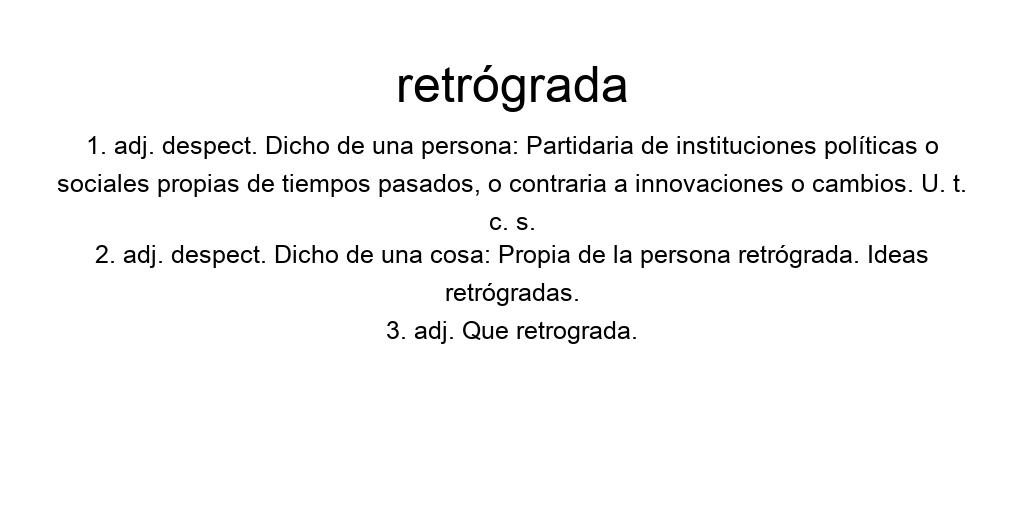 retrógrada
1. adj. despect. Dicho de una persona: Partidaria de instituciones políticas o
sociales propias de tiempos pasados, o contraria a innovaciones o cambios. U. t.
c. s.
2. adj. despect. Dicho de una cosa: Propia de la persona retrógrada. Ideas
retrógradas.
3. adj. Que retrograda.